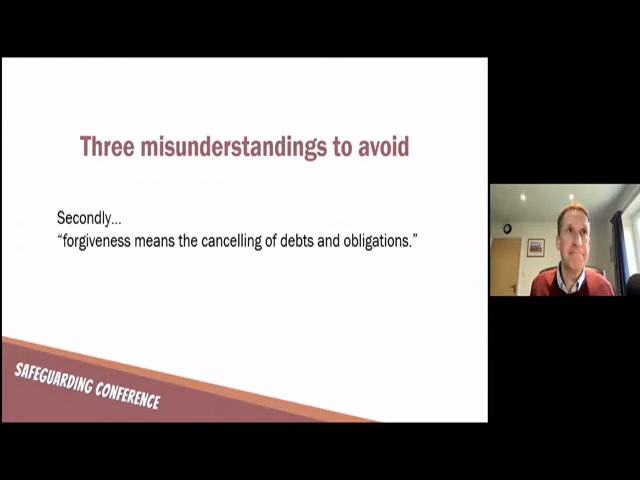 Three misunderstandings to avoid
Secondly...
“forgiveness means the cancelling of debts and obligations.”
SAFEGUARDING CONFERENCE